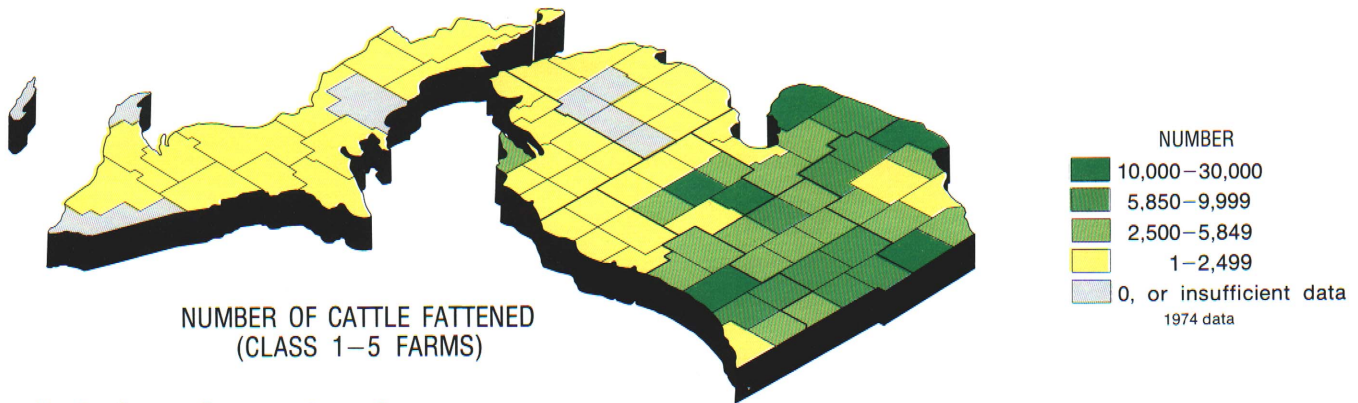 NUMBER OF CATTLE FATTENED
(CLASS 1–5 FARMS)
NUMBER
10,000–30,000
5,850–9,999
2,500–5,849
1–2,499
0, or insufficient data
1974 data